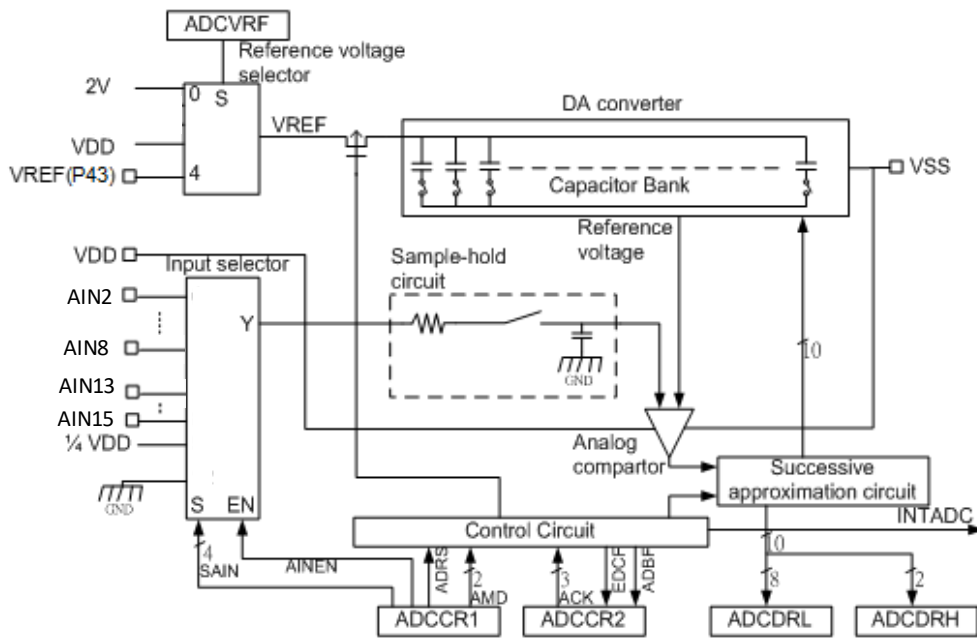 ADCVRF
Reference voltage
selector
2V
0
S
VDD
VREF
VREF(P43)
4
DA converter
Capacitor Bank
VSS
Reference
voltage
VDD
Input selector
Sample-hold
circuit
AIN2
Y
AIN8
GND
10
AIN13
AIN15
¼ VDD
Analog
compartor
Successive
approximation circuit
GND
S
EN
Control Circuit
INTADC
4
SAIN
AINEN
ADRS
2
AMD
3
ACK
EDCF
ADBF
10
8
2
ADCCR1
ADCCR2
ADCDRL
ADCDRH